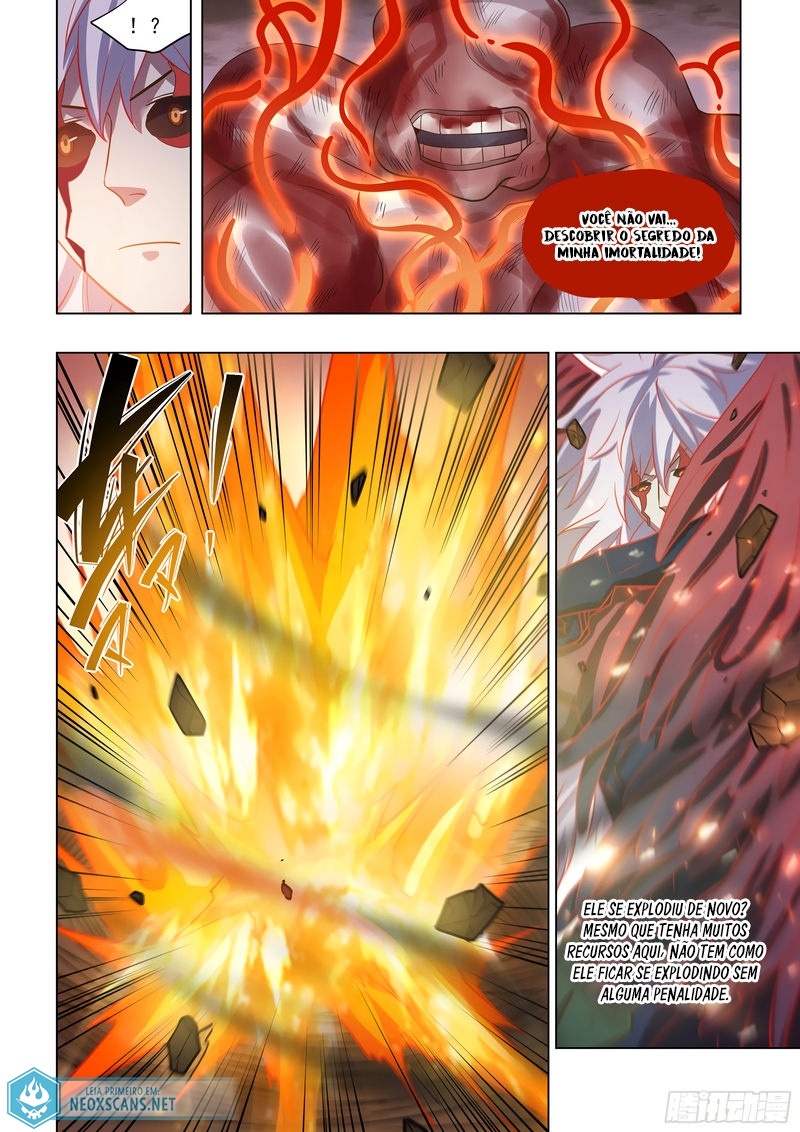 ！？
VOCÊ NÃO VAI...
DESCOBRIR O SEGREDO DA
MINHA IMORTALIDADE!
ELE SE EXPLODIU DE NOVO?
MESMO QUE TENHA MUITOS
RECURSOS AQUI. NÃO TEM COMO
ELE FICAR SE EXPLODINDO SEM
ALGUMA PENALIDADE.
LEIA PRIMEIRO EM:
NEOXSCANS.NET
腾讯动漫